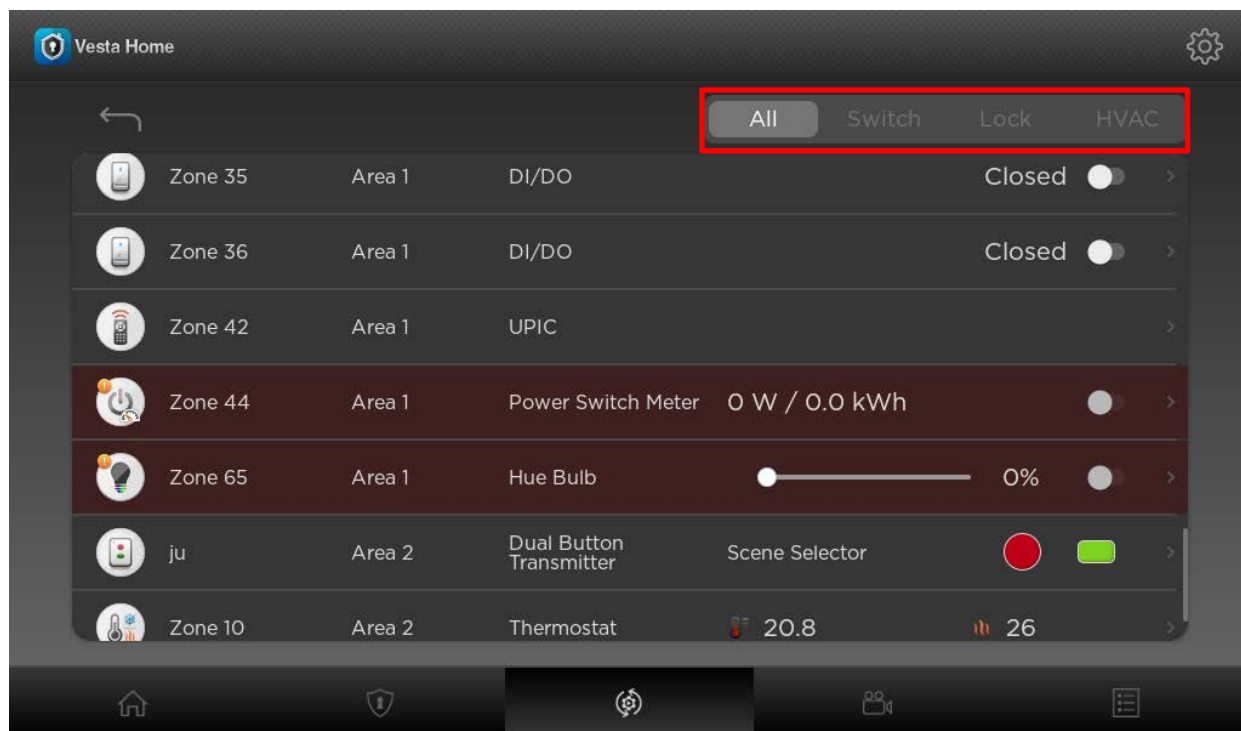 Vesta Home
All Switch Lock HVAC
Zone 35 Area 1 DI/DO Closed
Zone 36 Area 1 DI/DO Closed
Zone 42 Area 1 UPIC
Zone 44 Area 1 Power Switch Meter 0 W / 0.0 kWh
Zone 65 Area 1 Hue Bulb 0%
ju Area 2 Dual Button Transmitter Scene Selector
Zone 10 Area 2 Thermostat 20.8 26